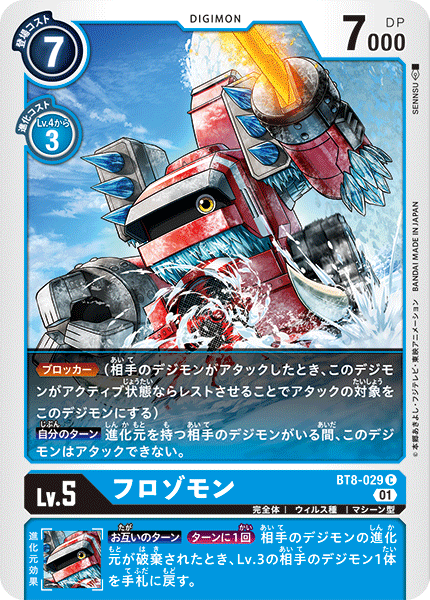 登場コスト
7
DIGIMON
7000
DP
進化コスト
Lv.4から
3
SENNSU
©本郷あきよし・フジテレビ・東映アニメーション BANDAI MADE IN JAPAN
ブロッカー (相手のデジモンがアタックしたとき、このデジモ
ンがアクティブ状態ならレストさせることでアタックの対象を
このデジモンにする)
自分のターン 進化元を持つ相手のデジモンがいる間、このデジ
モンはアタックできない。
BT8-029 C
Lv.5 フロゾモン
01
完全体 ウィルス種 マシーン型
進化元効果
お互いのターン ターンに1回 相手のデジモンの進化
元が破棄されたとき、Lv.3の相手のデジモン1体
を手札に戻す。